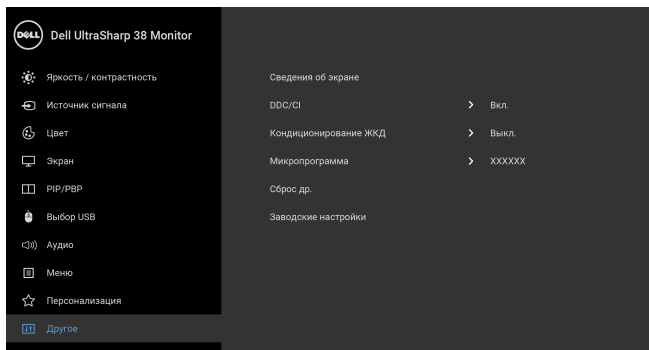 DELL Dell UltraSharp 38 Monitor
Яркость / контрастность
Источник сигнала
Цвет
Экран
PIP/PBP
Выбор USB
Аудио
Меню
Персонализация
Другое
Сведения об экране
DDC/CI Вкл.
Кондиционирование ЖКД Выкл.
Микропрограмма XXXXXX
Сброс др.
Заводские настройки